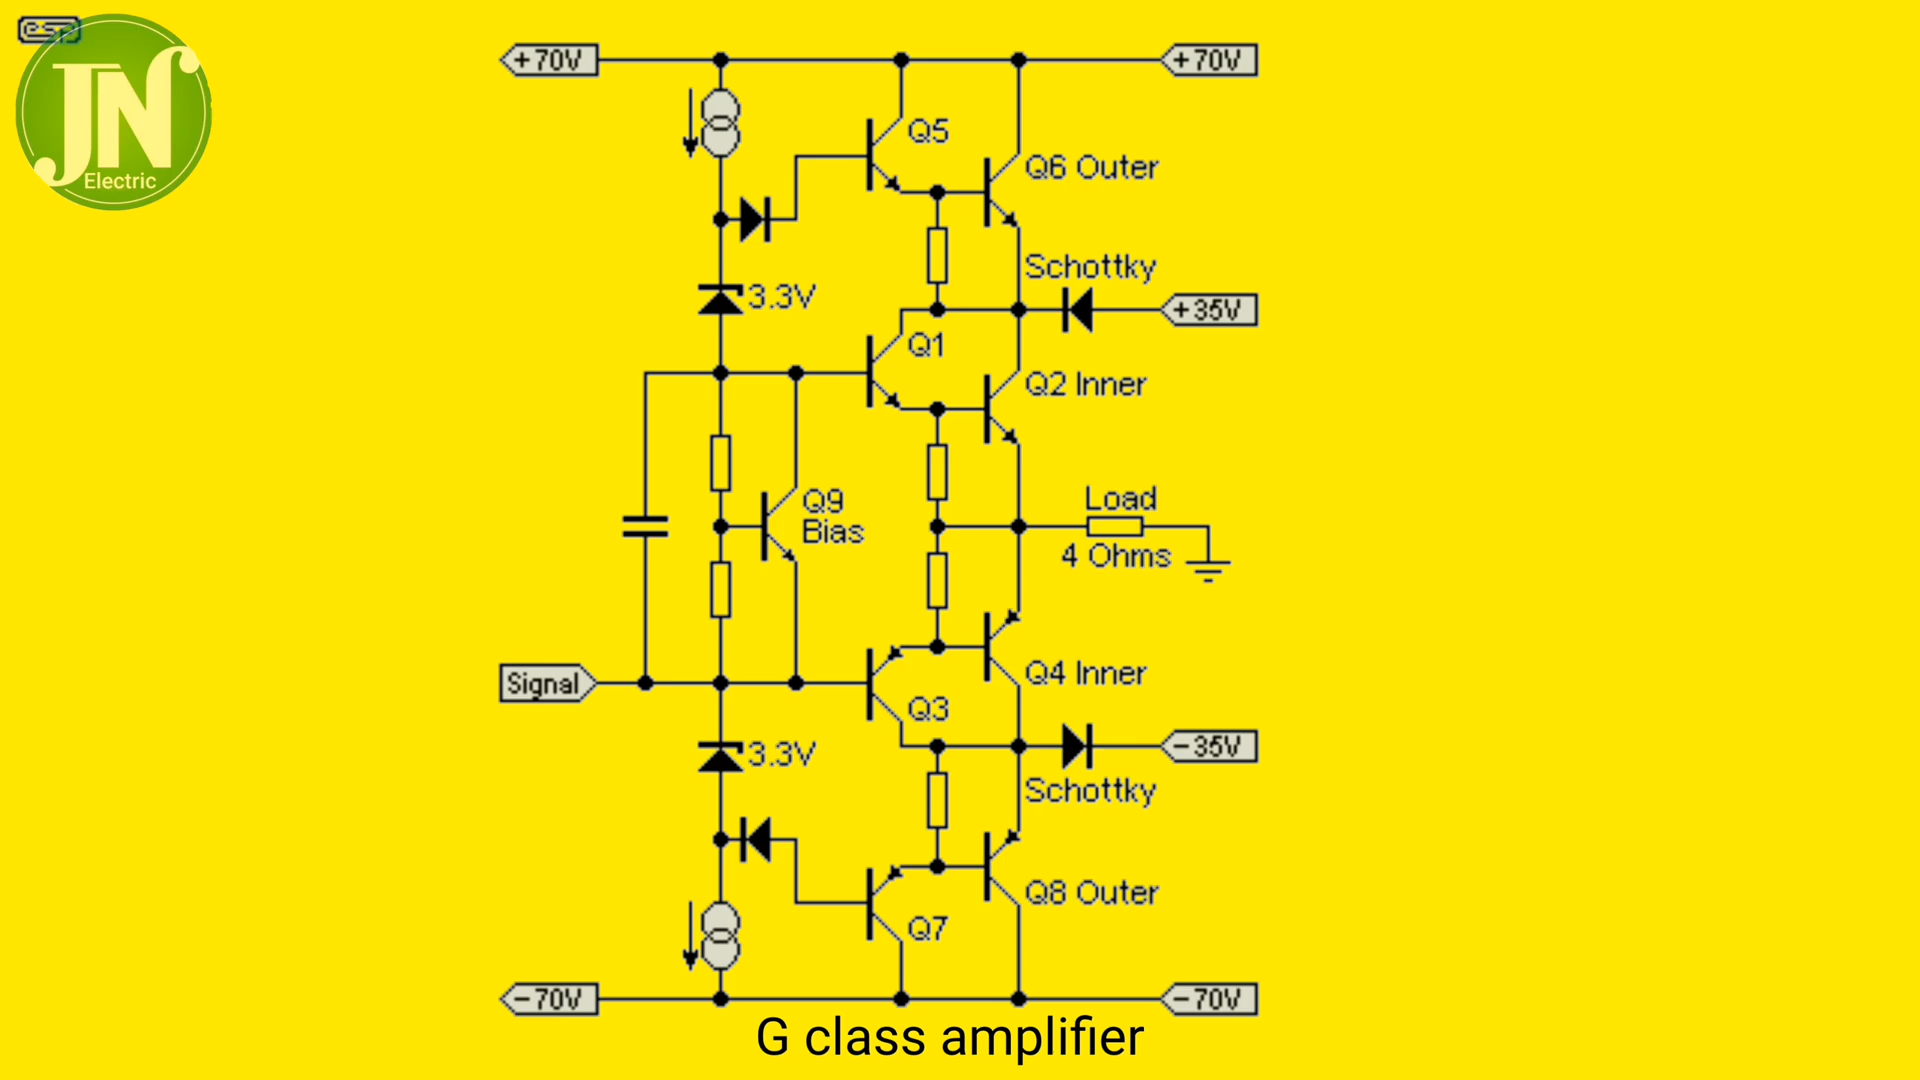 esp
JN
Electric
+70V
+70V
Q5
Q6 Outer
Schottky
3.3V
+35V
Q1
Q2 Inner
Q9
Bias
Load
4 Ohms
Signal
Q4 Inner
Q3
3.3V
-35V
Schottky
Q8 Outer
Q7
-70V
-70V
G class amplifier